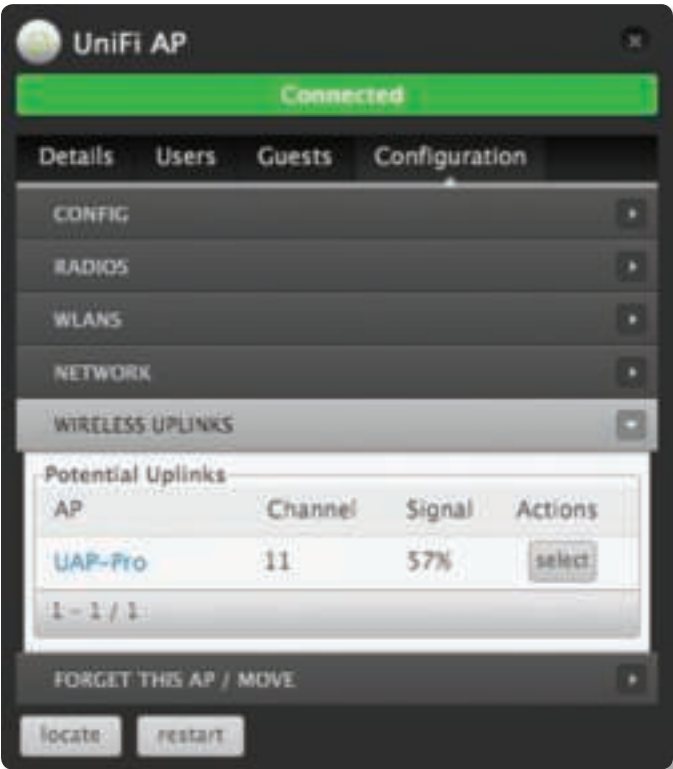 UniFi AP
Connected
Details Users Guests Configuration
CONFIG
RADIOS
WLANS
NETWORK
WIRELESS UPLINKS
Potential Uplinks
AP Channel Signal Actions
UAP-Pro 11 57% select
1 - 1 / 1
FORGET THIS AP / MOVE
locate restart